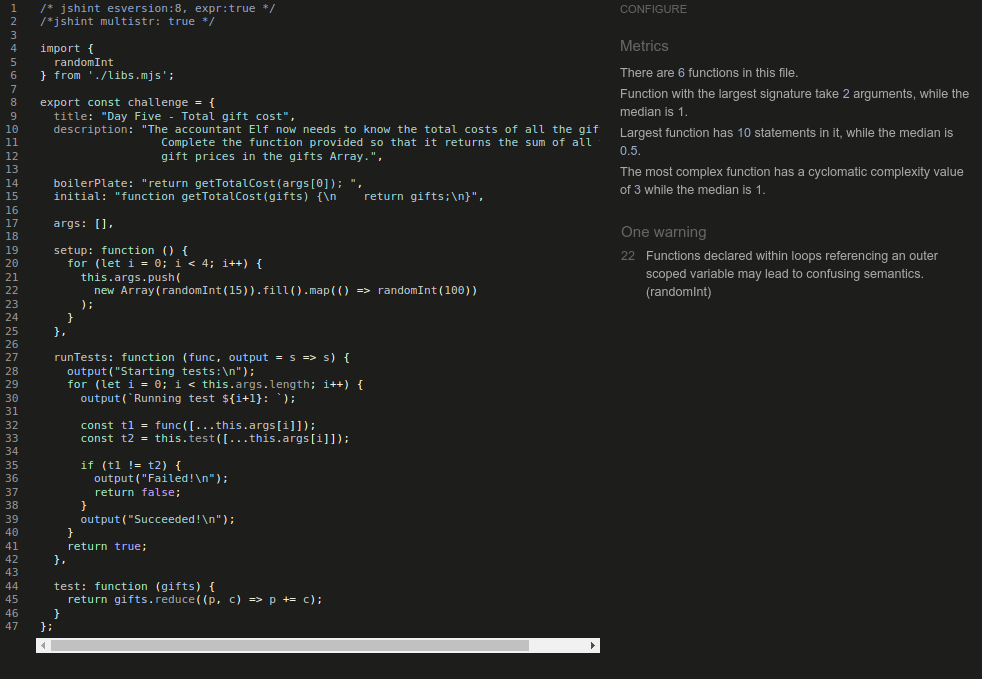 1 /* jshint esversion:8, expr:true */
2 /*jshint multistr: true */
3
4 import {
5   randomInt
6 } from './libs.mjs';
7
8 export const challenge = {
9   title: "Day Five - Total gift cost",
10   description: "The accountant Elf now needs to know the total costs of all the gif
11                   Complete the function provided so that it returns the sum of all
12                   gift prices in the gifts Array.",
13
14   boilerPlate: "return getTotalCost(args[0]); ",
15   initial: "function getTotalCost(gifts) {\n    return gifts;\n}",
16
17   args: [],
18
19   setup: function () {
20     for (let i = 0; i < 4; i++) {
21       this.args.push(
22         new Array(randomInt(15)).fill().map(() => randomInt(100))
23       );
24     }
25   },
26
27   runTests: function (func, output = s => s) {
28     output("Starting tests:\n");
29     for (let i = 0; i < this.args.length; i++) {
30       output(`Running test ${i+1}: `);
31
32       const t1 = func([...this.args[i]]);
33       const t2 = this.test([...this.args[i]]);
34
35       if (t1 != t2) {
36         output("Failed!\n");
37         return false;
38       }
39       output("Succeeded!\n");
40     }
41     return true;
42   },
43
44   test: function (gifts) {
45     return gifts.reduce((p, c) => p += c);
46   }
47 };
CONFIGURE
Metrics
There are 6 functions in this file.
Function with the largest signature take 2 arguments, while the
median is 1.
Largest function has 10 statements in it, while the median is
0.5.
The most complex function has a cyclomatic complexity value
of 3 while the median is 1.
One warning
22 Functions declared within loops referencing an outer
scoped variable may lead to confusing semantics.
(randomInt)